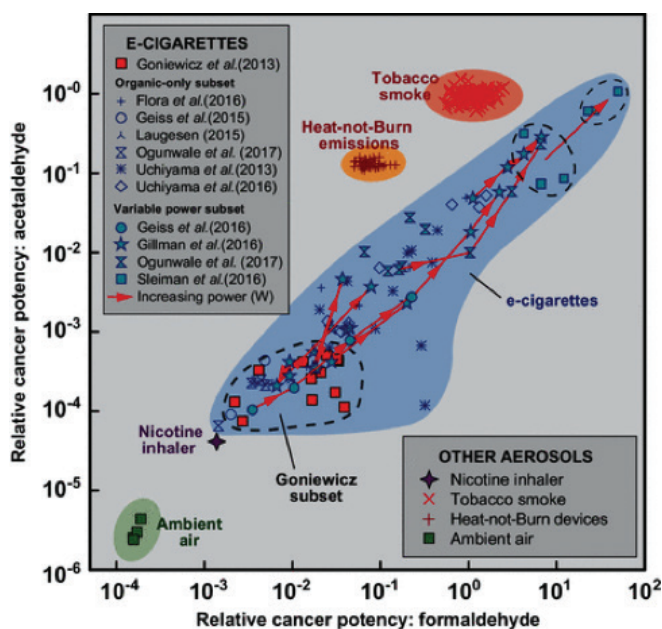 E-CIGARETTES
Goniewicz et al.(2013)
Organic-only subset
Flora et al.(2016)
Geiss et al.(2015)
Laugesen (2015)
Ogunwale et al. (2017)
Uchiyama et al.(2013)
Uchiyama et al.(2016)
Variable power subset
Geiss et al.(2016)
Gillman et al.(2016)
Ogunwale et al. (2017)
Sleiman et al.(2016)
Increasing power (W)
Tobacco
smoke
Heat-not-Burn
emissions
e-cigarettes
Nicotine
inhaler
Goniewicz
subset
Ambient
air
OTHER AEROSOLS
Nicotine inhaler
Tobacco smoke
Heat-not-Burn devices
Ambient air
Relative cancer potency: acetaldehyde
10⁻⁰
10⁻¹
10⁻²
10⁻³
10⁻⁴
10⁻⁵
10⁻⁶
10⁻⁴ 10⁻³ 10⁻² 10⁻¹ 10⁰ 10¹ 10²
Relative cancer potency: formaldehyde